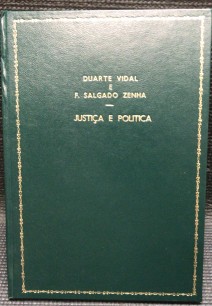 DUARTE VIDAL
E
F. SALGADO ZENHA
JUSTIÇA E POLITICA